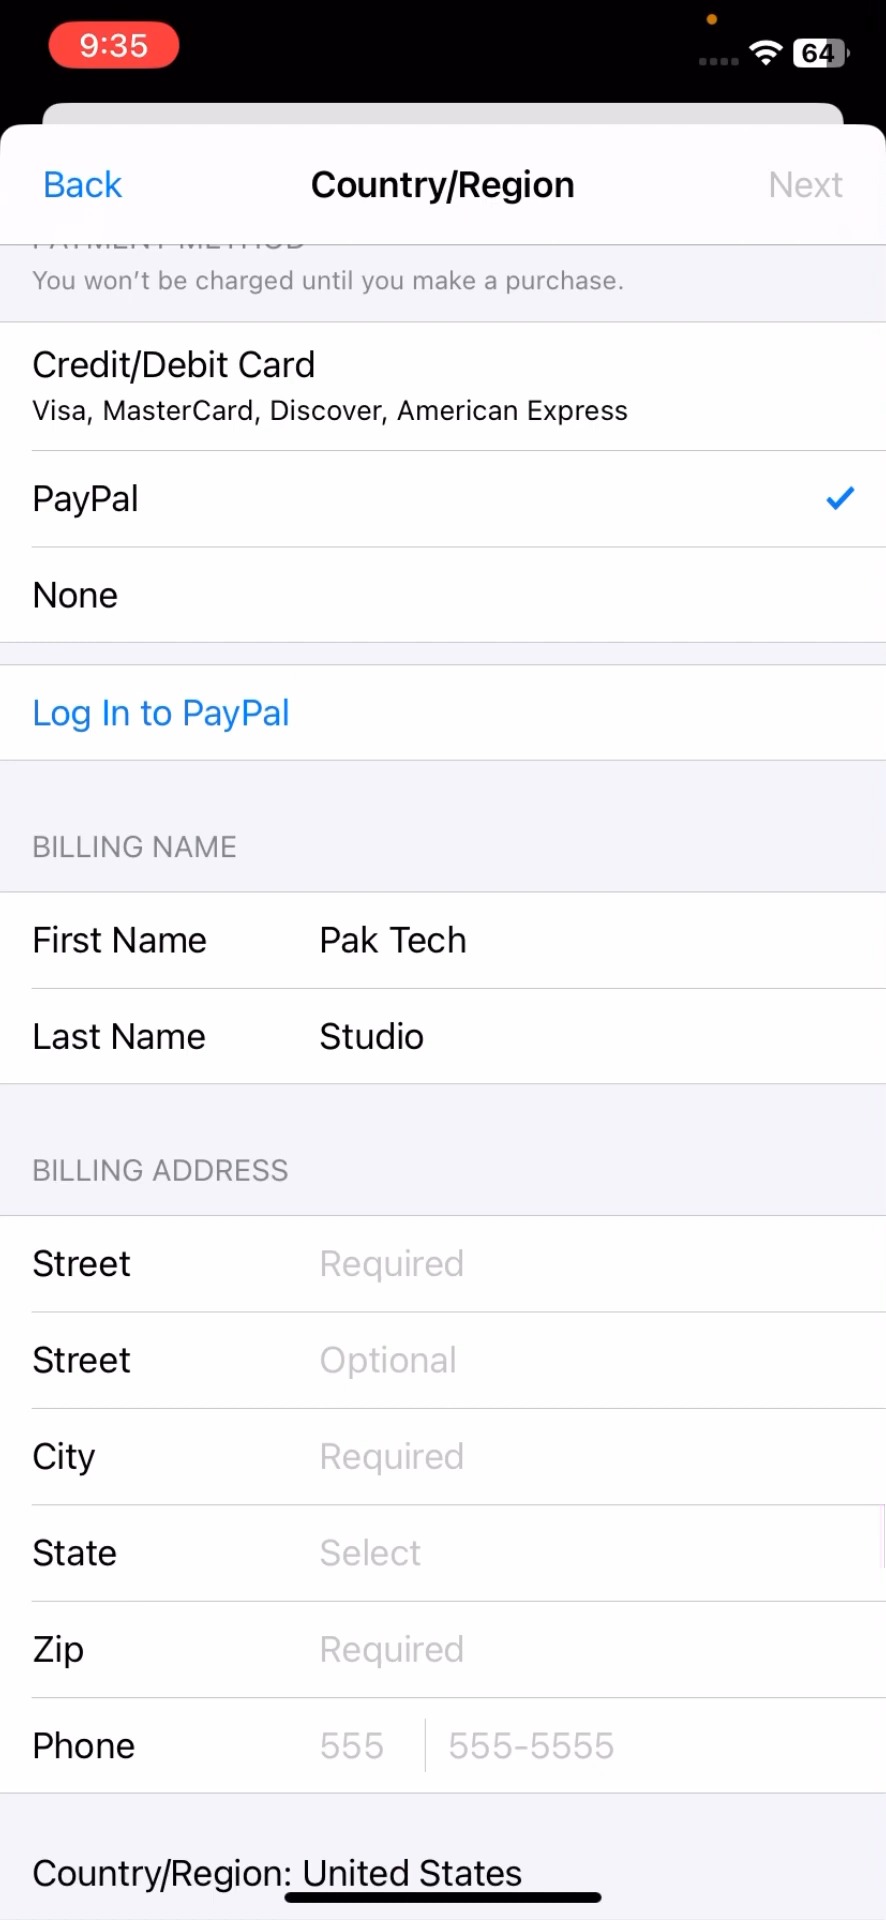 9:35
64
Back
Country/Region
Next
PAYMENT METHOD
You won’t be charged until you make a purchase.
Credit/Debit Card
Visa, MasterCard, Discover, American Express
PayPal
None
Log In to PayPal
BILLING NAME
First Name Pak Tech
Last Name Studio
BILLING ADDRESS
Street Required
Street Optional
City Required
State Select
Zip Required
Phone 555 555-5555
Country/Region: United States